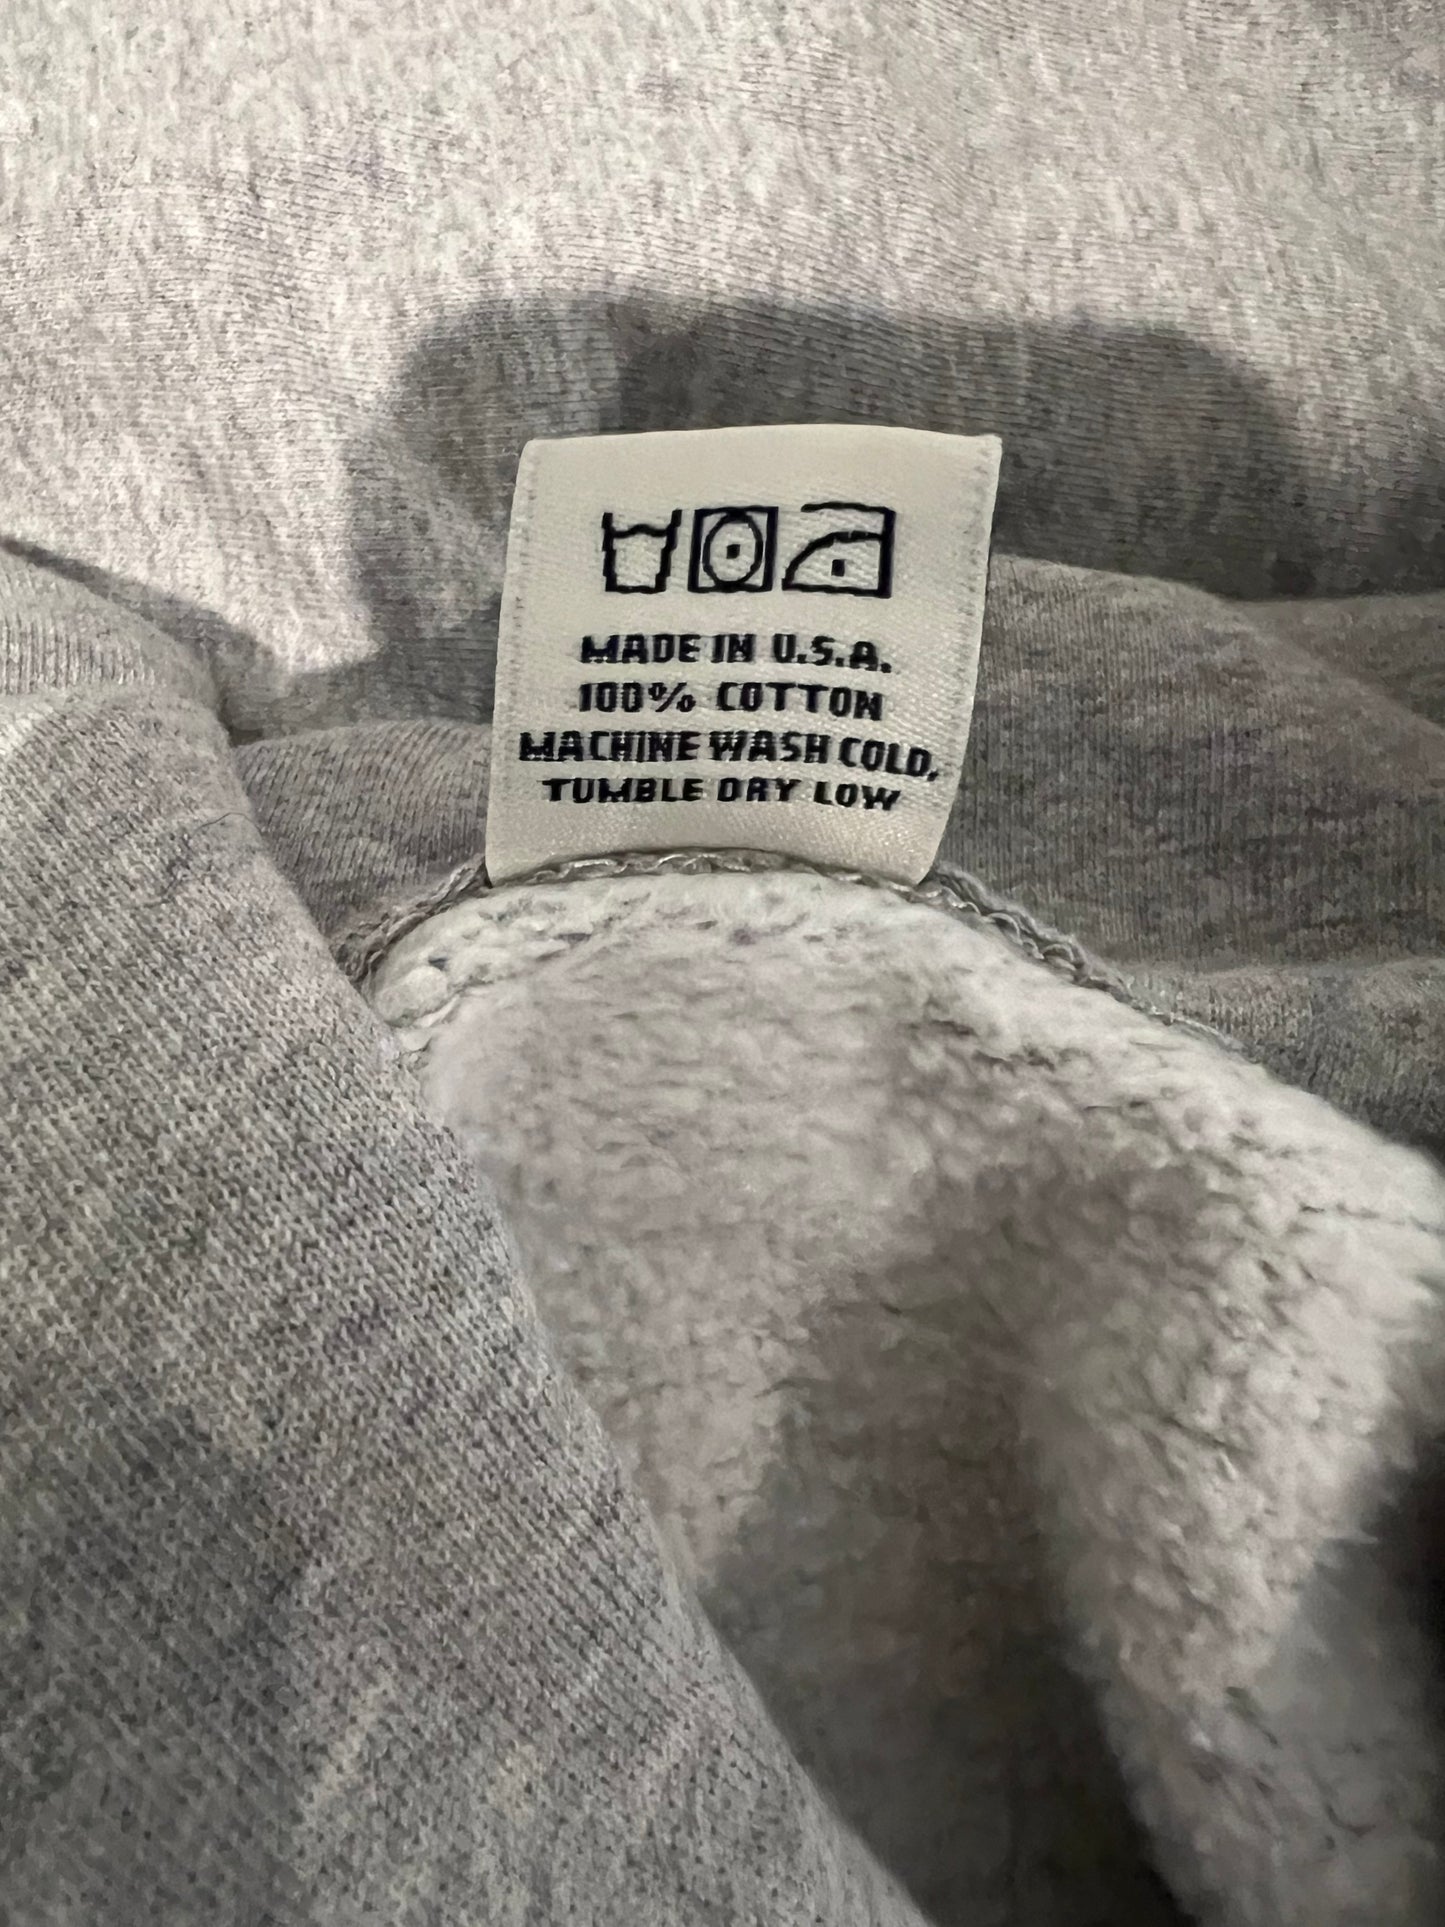 MADE IN U.S.A.
100% COTTON
MACHINE WASH COLD,
TUMBLE DRY LOW